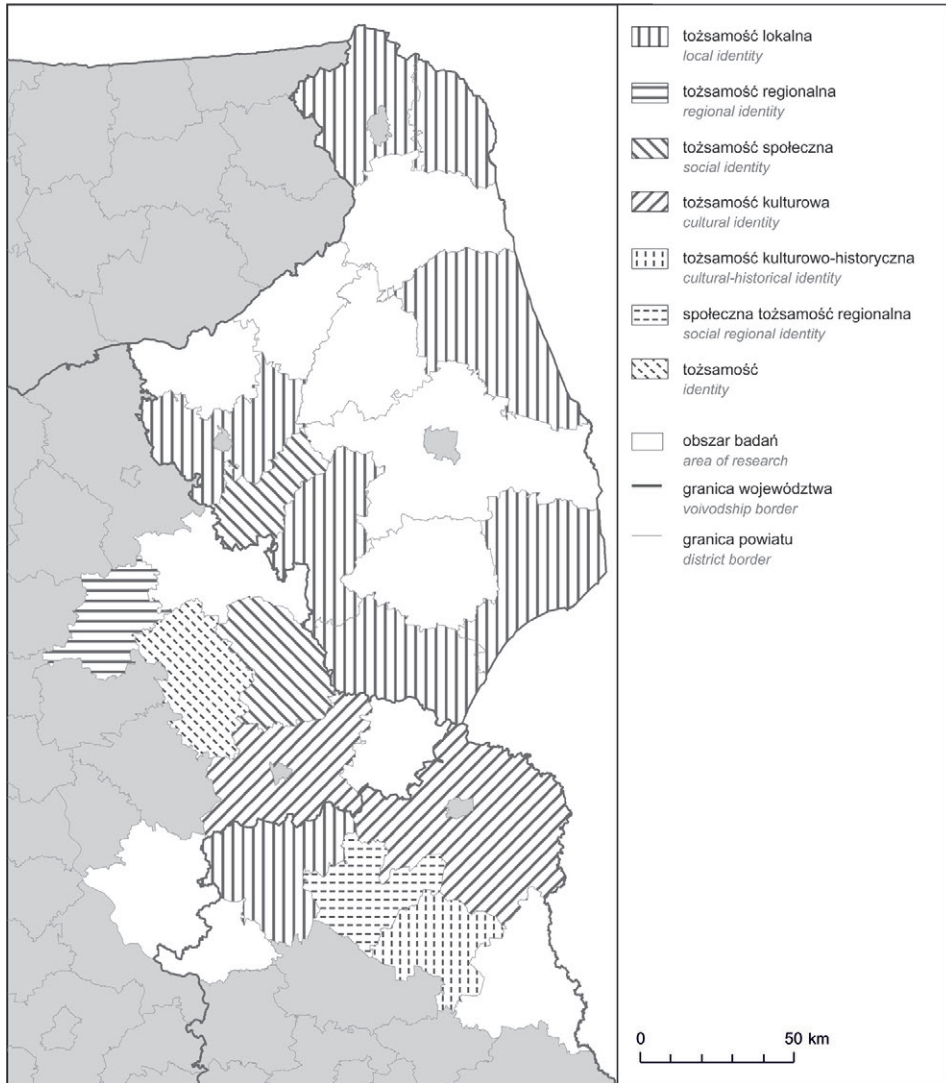 tożsamość lokalna
local identity
tożsamość regionalna
regional identity
tożsamość społeczna
social identity
tożsamość kulturowa
cultural identity
tożsamość kulturowo-historyczna
cultural-historical identity
społeczna tożsamość regionalna
social regional identity
tożsamość
identity
obszar badań
area of research
granica województwa
voivodship border
granica powiatu
district border
0 50 km